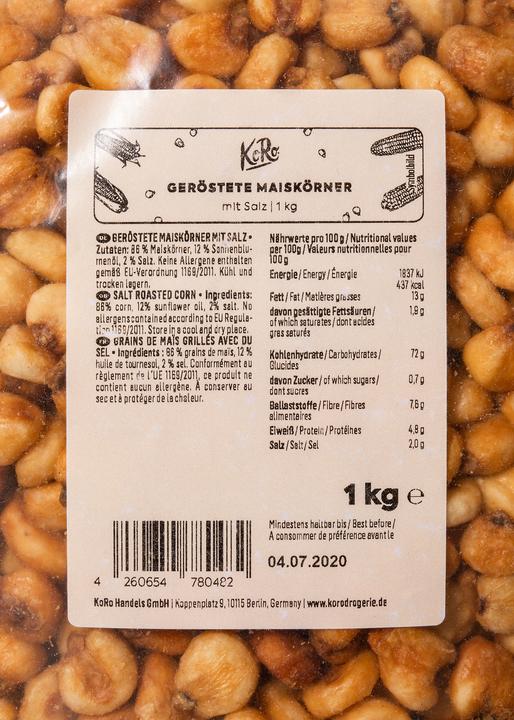 KoRo
GERÖSTETE MAISKÖRNER
mit Salz | 1 kg
Symbolbild
DE GERÖSTETE MAISKÖRNER MIT SALZ •
Zutaten: 86 % Maiskörner, 12 % Sonnenblu-
menöl, 2 % Salz. Keine Allergene enthalten
gemäß EU-Verordnung 1169/2011. Kühl und
trocken lagern.
GB SALT ROASTED CORN • Ingredients:
86% corn, 12% sunflower oil, 2% salt. No
allergens contained according to EU Regula-
tion 1169/2011. Store in a cool and dry place.
FR GRAINS DE MAÏS GRILLÉS AVEC DU
SEL • Ingrédients : 86 % grains de maïs, 12 %
huile de tournesol, 2 % sel. Conformément au
règlement de l'UE 1169/2011, ce produit ne
contient aucun allergène. À conserver au
sec et à protéger de la chaleur.
Nährwerte pro 100 g / Nutritional values
per 100g / Valeurs nutritionnelles pour
100 g
Energie / Energy / Énergie 1837 kJ
437 kcal
Fett / Fat / Matières grasses 13 g
davon gesättigte Fettsäuren / 1,9 g
of which saturates / dont acides
gras saturés
Kohlenhydrate / Carbohydrates / 72 g
Glucides
davon Zucker / of which sugars / 0,7 g
dont sucres
Ballaststoffe / Fibre / Fibres 7,6 g
alimentaires
Eiweiß / Protein / Protéines 4,8 g
Salz / Salt / Sel 2,0 g
1 kg ℮
Mindestens haltbar bis / Best before /
A consommer de préférence avant le
04.07.2020
4 260654 780482
KoRo Handels GmbH | Koppenplatz 9, 10115 Berlin, Germany | www.korodrogerie.de